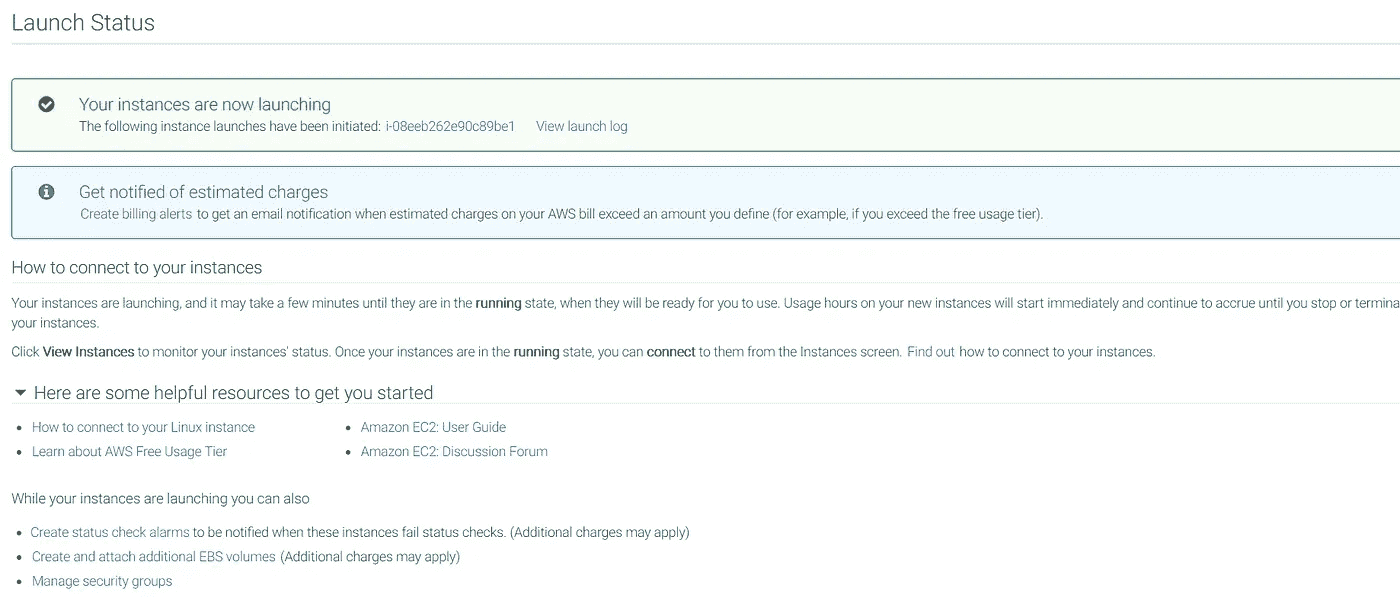 Launch Status
Your instances are now launching
The following instance launches have been initiated: i-08eeb262e90c89be1 View launch log
Get notified of estimated charges
Create billing alerts to get an email notification when estimated charges on your AWS bill exceed an amount you define (for example, if you exceed the free usage tier).
How to connect to your instances
Your instances are launching, and it may take a few minutes until they are in the running state, when they will be ready for you to use. Usage hours on your new instances will start immediately and continue to accrue until you stop or termina
your instances.
Click View Instances to monitor your instances' status. Once your instances are in the running state, you can connect to them from the Instances screen. Find out how to connect to your instances.
Here are some helpful resources to get you started
How to connect to your Linux instance
Learn about AWS Free Usage Tier
Amazon EC2: User Guide
Amazon EC2: Discussion Forum
While your instances are launching you can also
Create status check alarms to be notified when these instances fail status checks. (Additional charges may apply)
Create and attach additional EBS volumes (Additional charges may apply)
Manage security groups